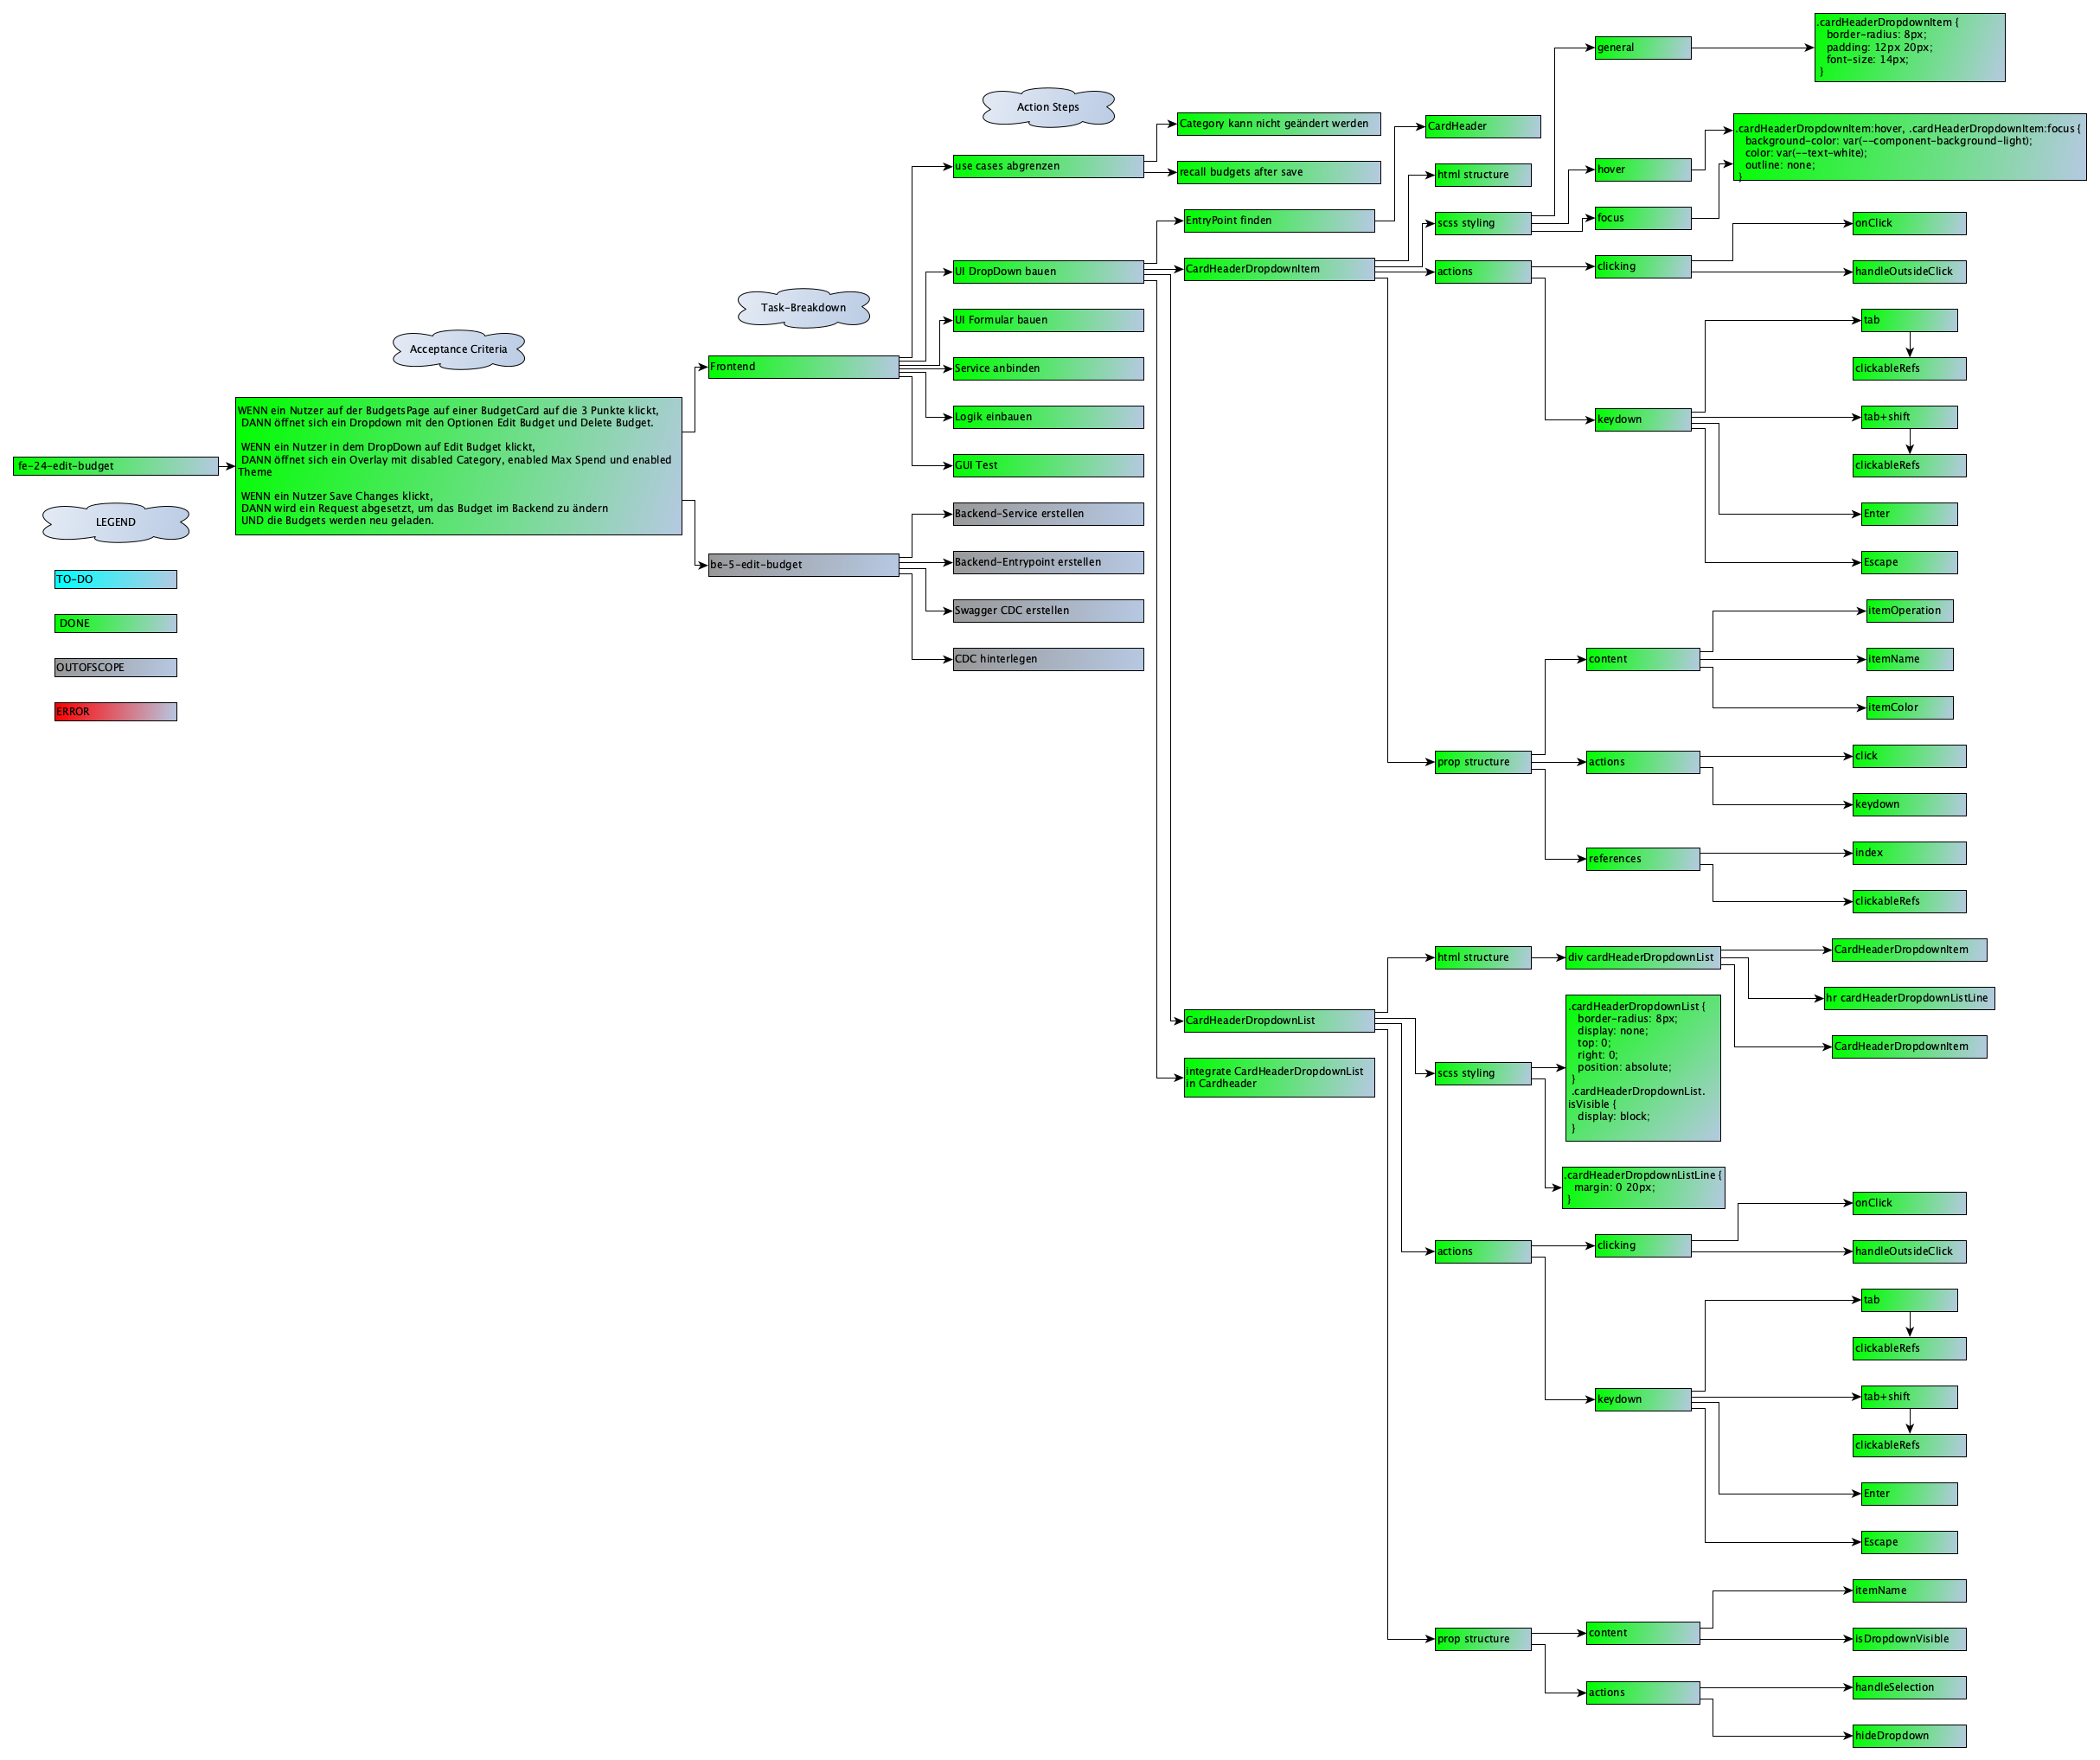 fe-24-edit-budget
LEGEND
TO-DO
DONE
OUTOFSCOPE
ERROR
Acceptance Criteria
WENN ein Nutzer auf der BudgetsPage auf einer BudgetCard auf die 3 Punkte klickt,
DANN öffnet sich ein Dropdown mit den Optionen Edit Budget und Delete Budget.
WENN ein Nutzer in dem DropDown auf Edit Budget klickt,
DANN öffnet sich ein Overlay mit disabled Category, enabled Max Spend und enabled
Theme
WENN ein Nutzer Save Changes klickt,
DANN wird ein Request abgesetzt, um das Budget im Backend zu ändern
UND die Budgets werden neu geladen.
Task-Breakdown
Frontend
be-5-edit-budget
Action Steps
use cases abgrenzen
UI DropDown bauen
UI Formular bauen
Service anbinden
Logik einbauen
GUI Test
Backend-Service erstellen
Backend-Entrypoint erstellen
Swagger CDC erstellen
CDC hinterlegen
Category kann nicht geändert werden
recall budgets after save
EntryPoint finden
CardHeaderDropdownItem
CardHeaderDropdownList
integrate CardHeaderDropdownList
in Cardheader
CardHeader
html structure
scss styling
actions
prop structure
general
hover
focus
clicking
keydown
.cardHeaderDropdownItem {
border-radius: 8px;
padding: 12px 20px;
font-size: 14px;
}
.cardHeaderDropdownItem:hover, .cardHeaderDropdownItem:focus {
background-color: var(--component-background-light);
color: var(--text-white);
outline: none;
}
onClick
handleOutsideClick
tab
clickableRefs
tab+shift
clickableRefs
Enter
Escape
content
actions
references
itemOperation
itemName
itemColor
click
keydown
index
clickableRefs
html structure
scss styling
actions
prop structure
div cardHeaderDropdownList
CardHeaderDropdownItem
hr cardHeaderDropdownListLine
CardHeaderDropdownItem
.cardHeaderDropdownList {
border-radius: 8px;
display: none;
top: 0;
right: 0;
position: absolute;
}
.cardHeaderDropdownList.
isVisible {
display: block;
}
.cardHeaderDropdownListLine {
margin: 0 20px;
}
clicking
keydown
onClick
handleOutsideClick
tab
clickableRefs
tab+shift
clickableRefs
Enter
Escape
content
actions
itemName
isDropdownVisible
handleSelection
hideDropdown